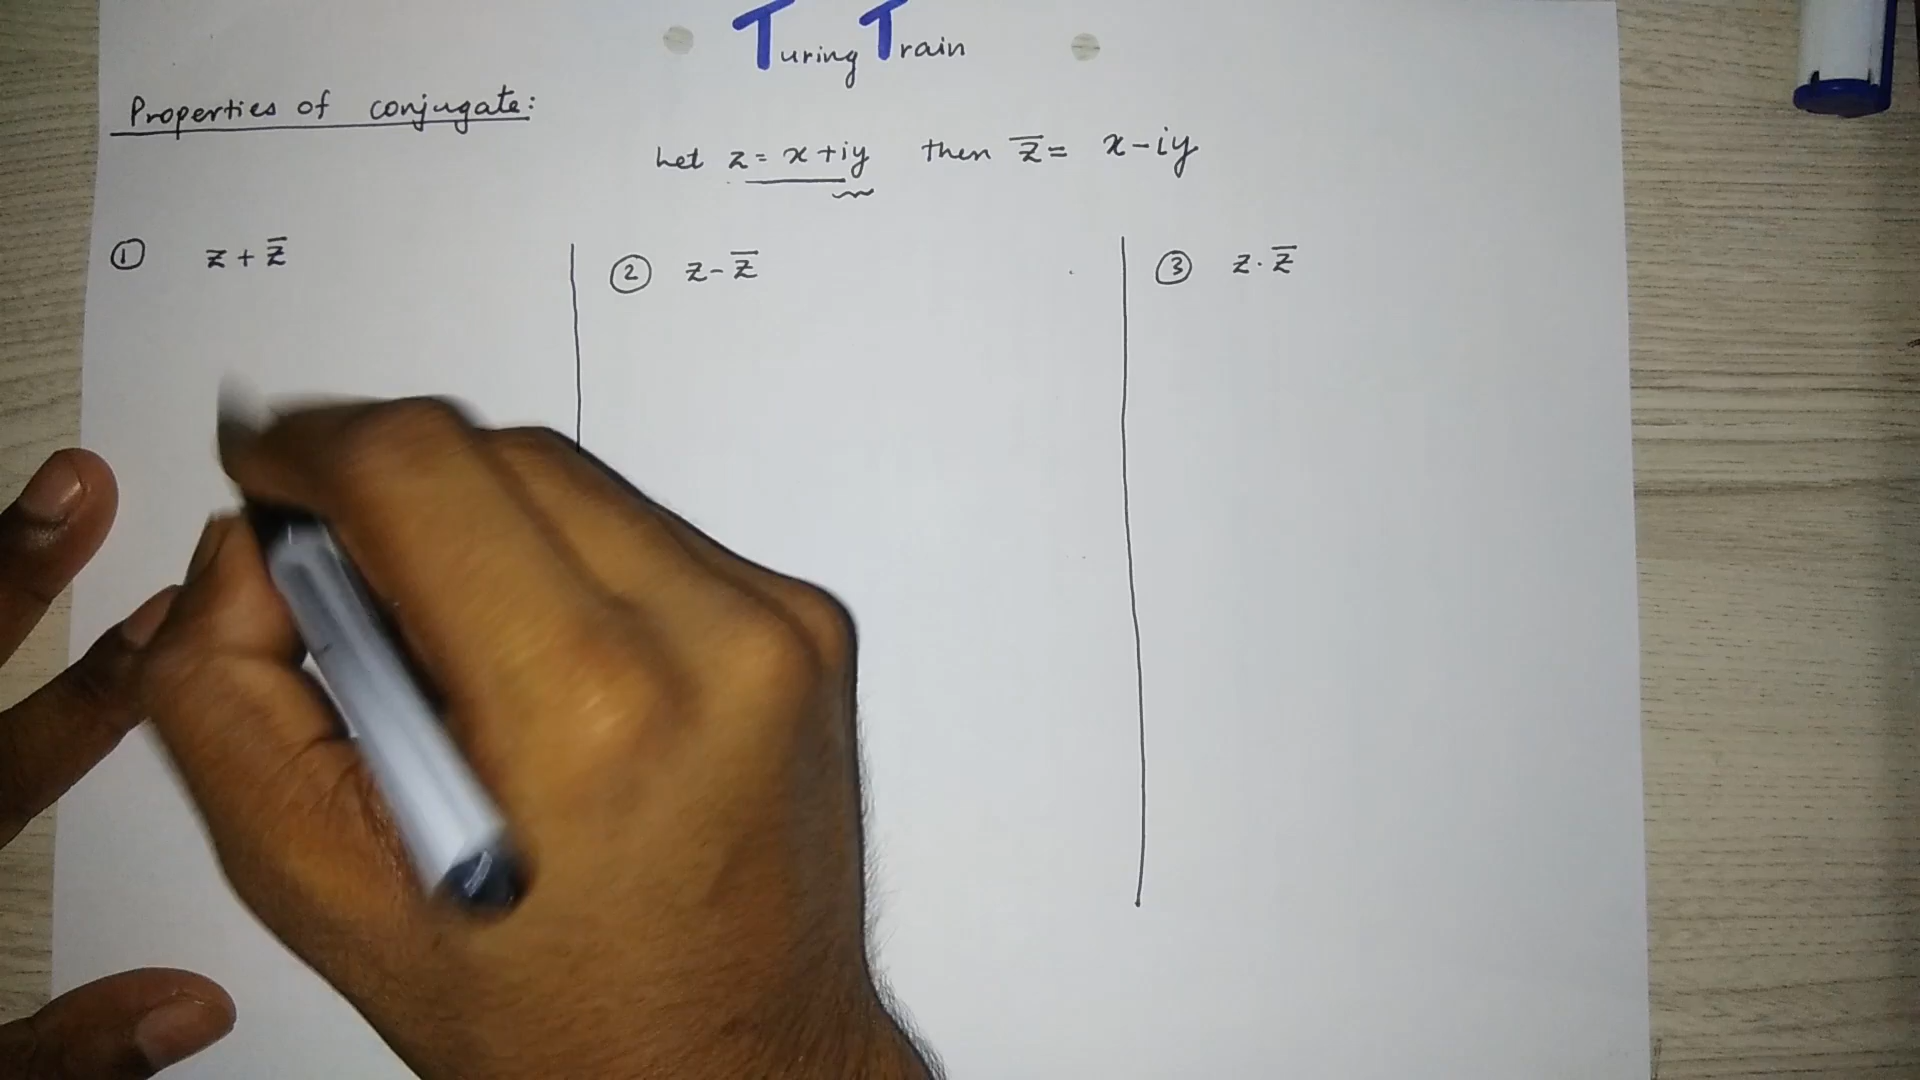 Turing Train
Properties of conjugate:
Let z = x + iy then z̅ = x - iy
① z + z̅
② z - z̅
③ z · z̅